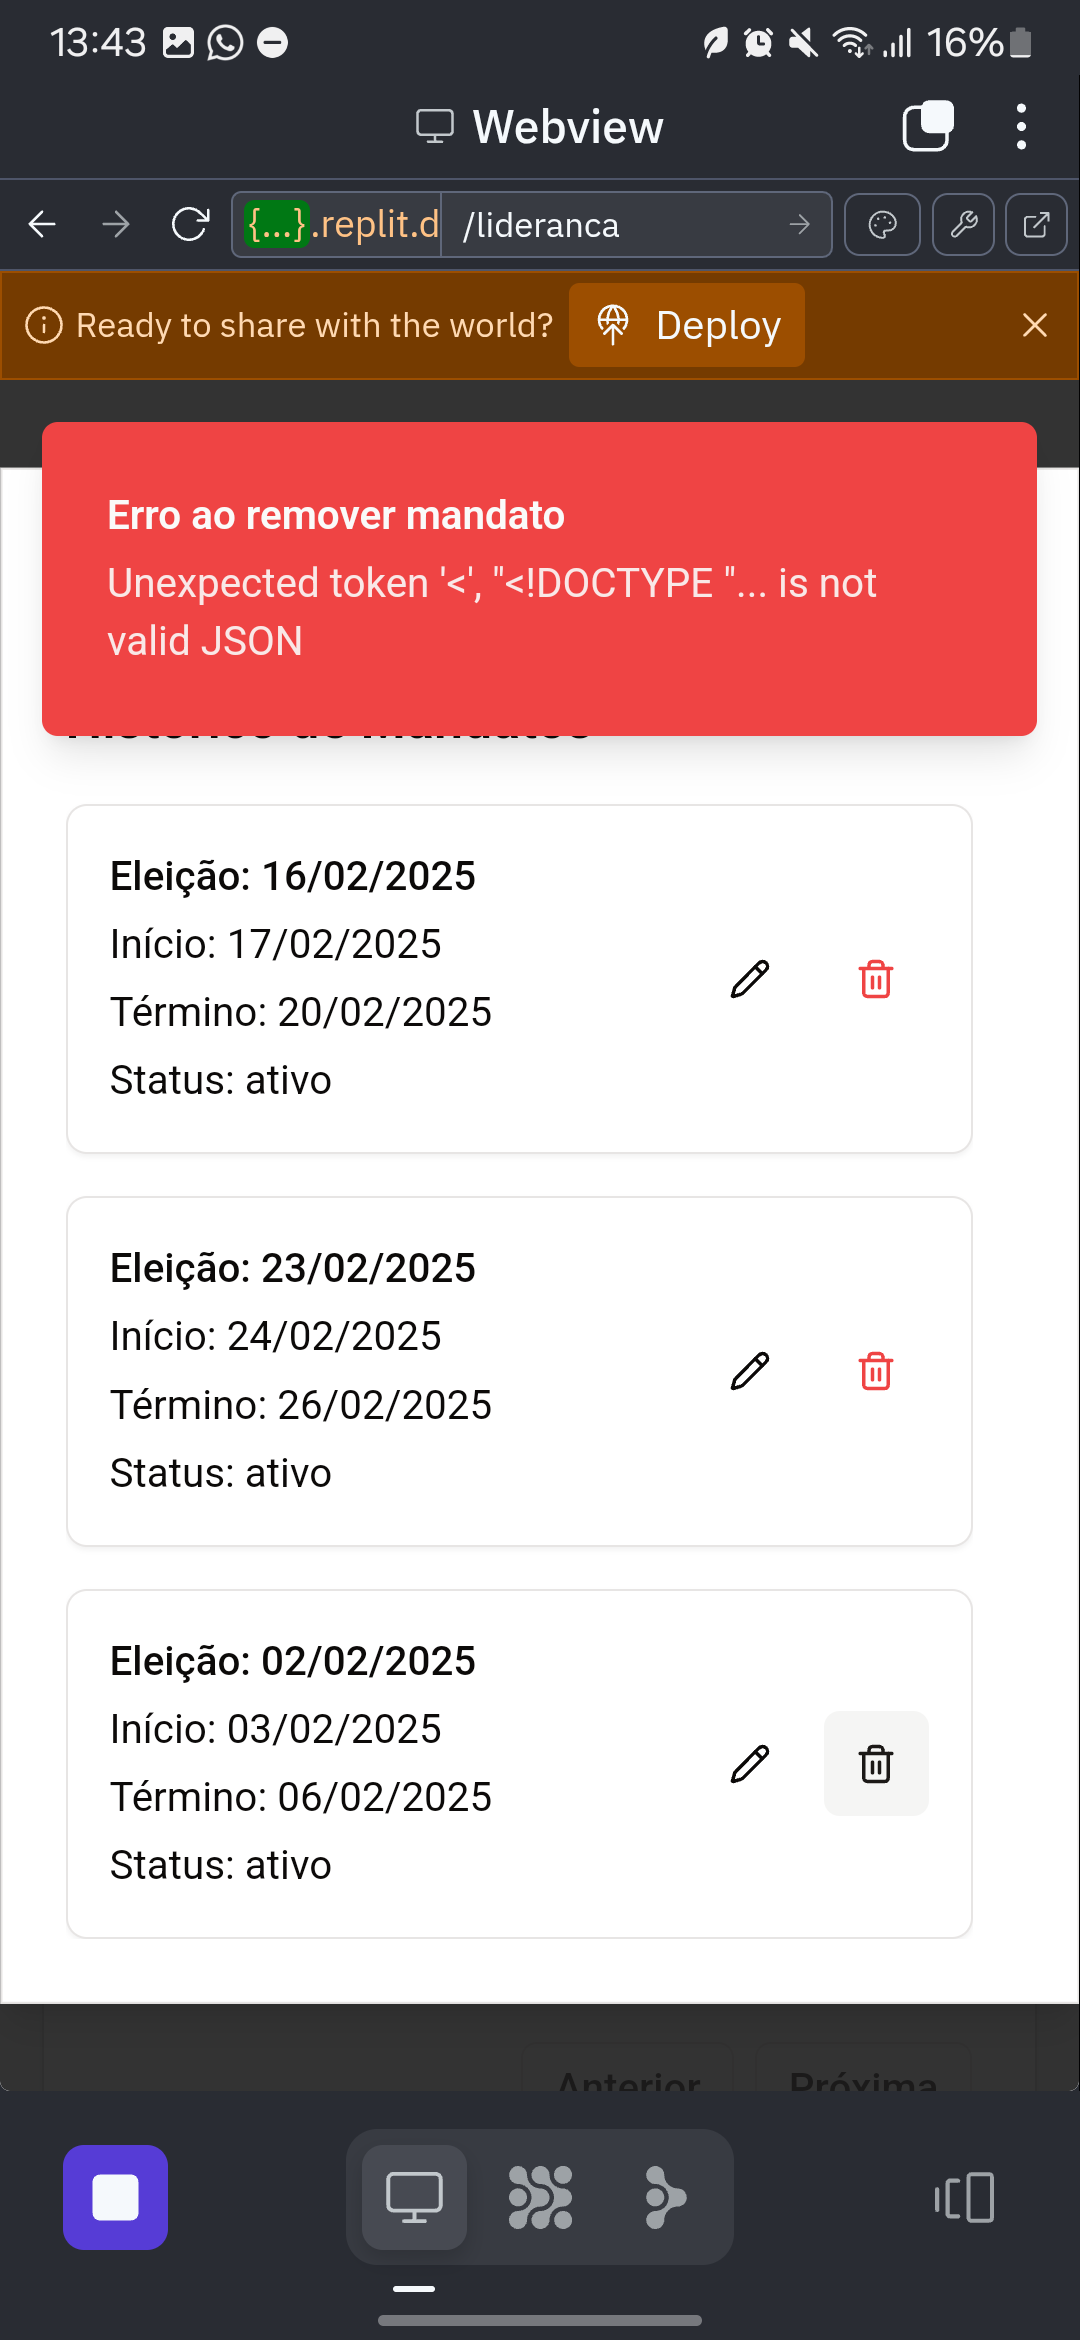 13:43
16%
Webview
{...}.replit.d
/lideranca
Ready to share with the world?
Deploy
Erro ao remover mandato
Unexpected token '<', "<!DOCTYPE "... is not
valid JSON
Histórico de Mandatos
Eleição: 16/02/2025
Início: 17/02/2025
Término: 20/02/2025
Status: ativo
Eleição: 23/02/2025
Início: 24/02/2025
Término: 26/02/2025
Status: ativo
Eleição: 02/02/2025
Início: 03/02/2025
Término: 06/02/2025
Status: ativo
Anterior
Próxima